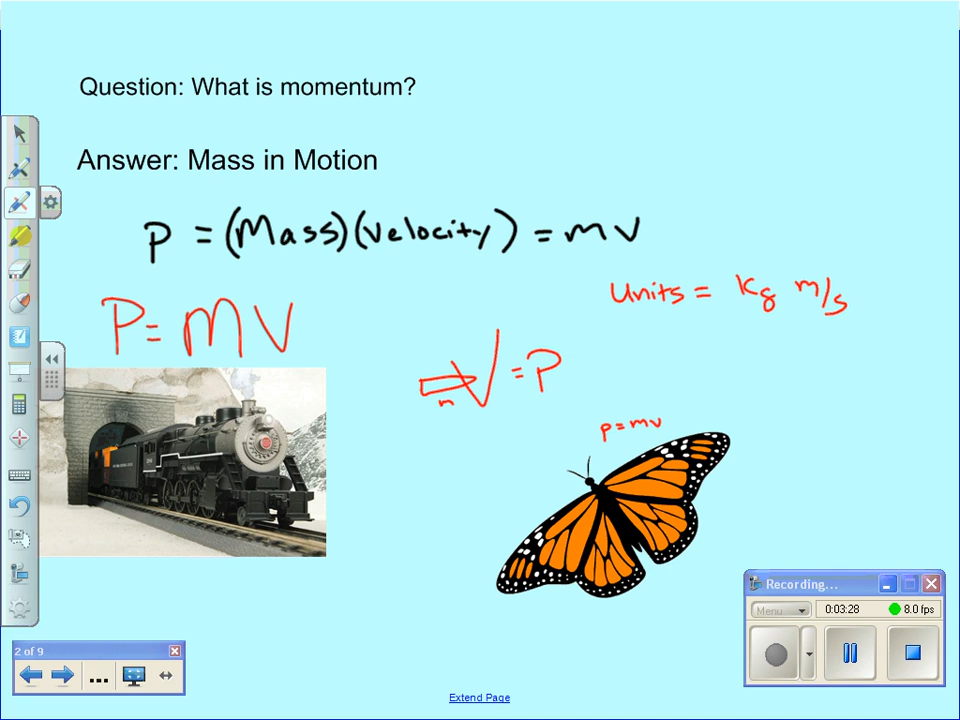 Question: What is momentum?
Answer: Mass in Motion
p = (Mass)(velocity) = mv
Units = kg m/s
P = MV
V = P
m
p = mv
Recording...
Menu
0:03:28
8.0 fps
2 of 9
...
Extend Page